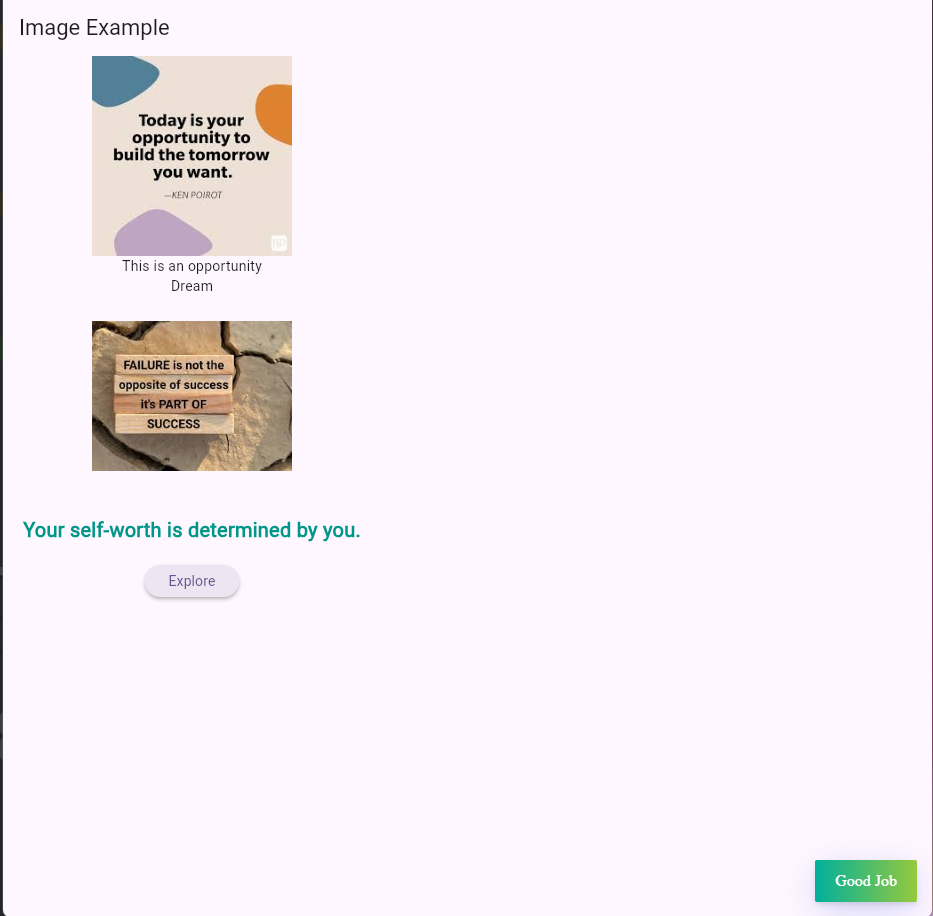 Image Example
Today is your
opportunity to
build the tomorrow
you want.
—KEN POIROT
This is an opportunity
Dream
FAILURE is not the
opposite of success
it's PART OF
SUCCESS
Your self-worth is determined by you.
Explore
Good Job